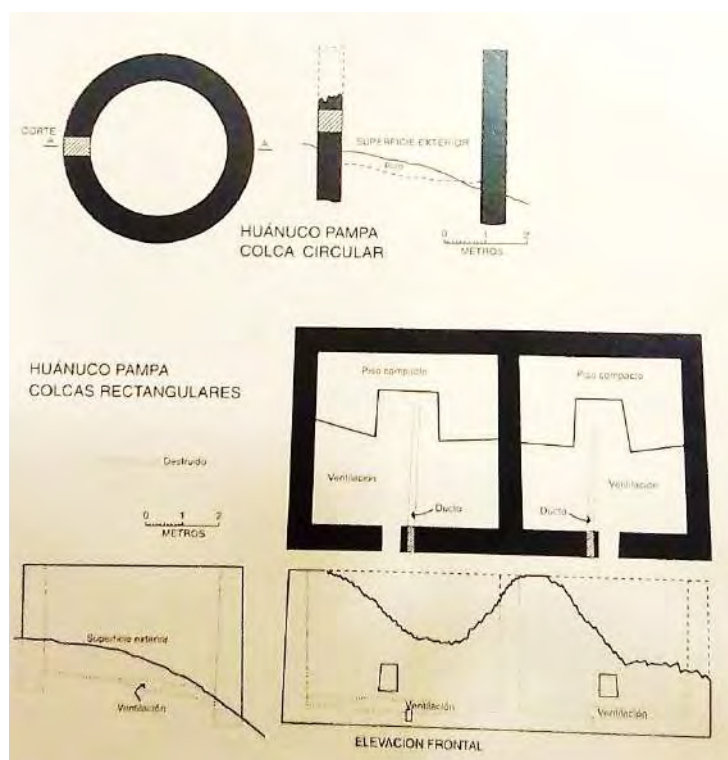 CORTE
A
A
SUPERFICIE EXTERIOR
Piso
HUÁNUCO PAMPA
COLCA CIRCULAR
0 1 2
METROS
HUÁNUCO PAMPA
COLCAS RECTANGULARES
Destruido
0 1 2
METROS
Piso compacto
Piso compacto
Ventilación
Ventilación
Ducto
Ducto
Superficie exterior
Ventilación
Ventilación
Ventilación
ELEVACION FRONTAL